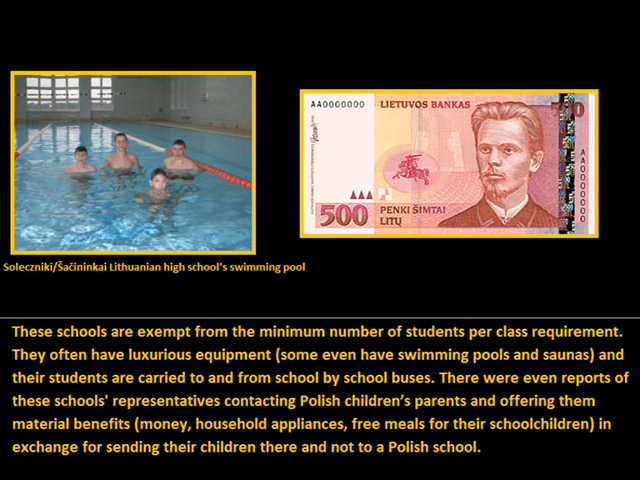 AA0000000
LIETUVOS BANKAS
500
AA0000000
500
PENKI ŠIMTAI
LITŲ
Soleczniki/Šačininkai Lithuanian high school's swimming pool
These schools are exempt from the minimum number of students per class requirement.
They often have luxurious equipment (some even have swimming pools and saunas) and
their students are carried to and from school by school buses. There were even reports of
these schools' representatives contacting Polish children’s parents and offering them
material benefits (money, household appliances, free meals for their schoolchildren) in
exchange for sending their children there and not to a Polish school.